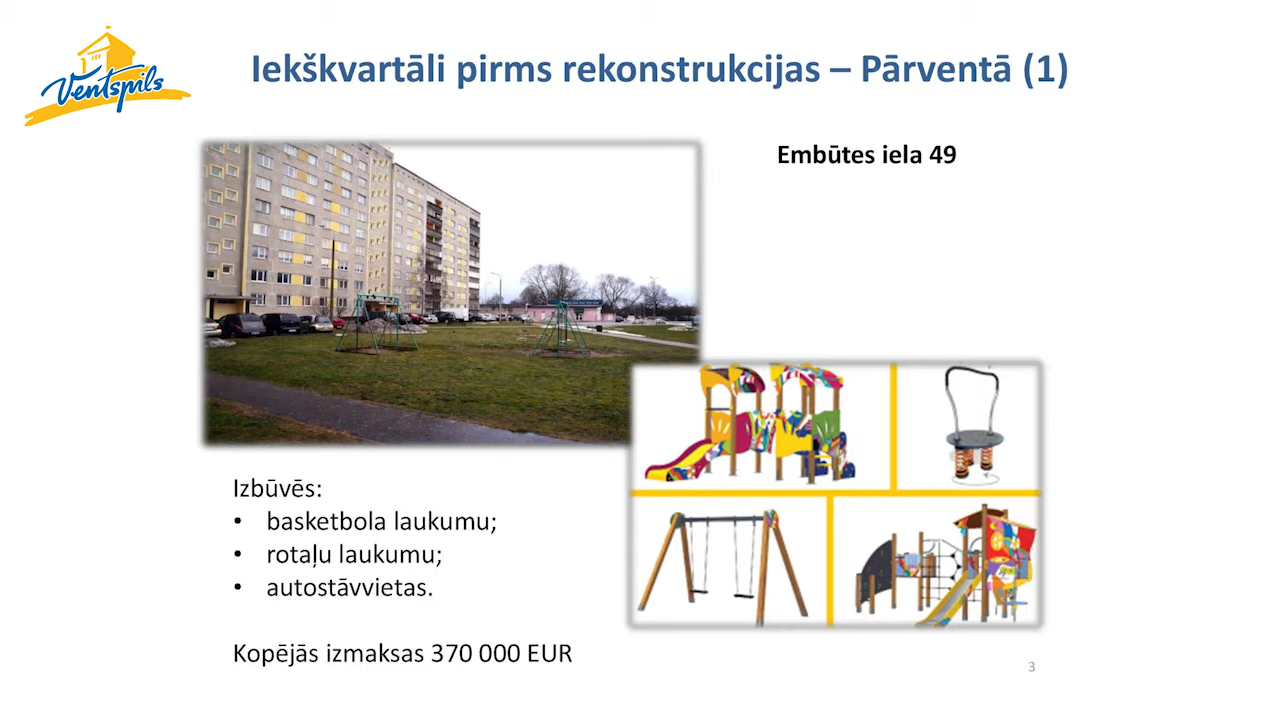 Ventspils
Iekškvartāli pirms rekonstrukcijas – Pārventā (1)
Embūtes iela 49
Izbūvēs:
• basketbola laukumu;
• rotaļu laukumu;
• autostāvvietas.
Kopējās izmaksas 370 000 EUR
3